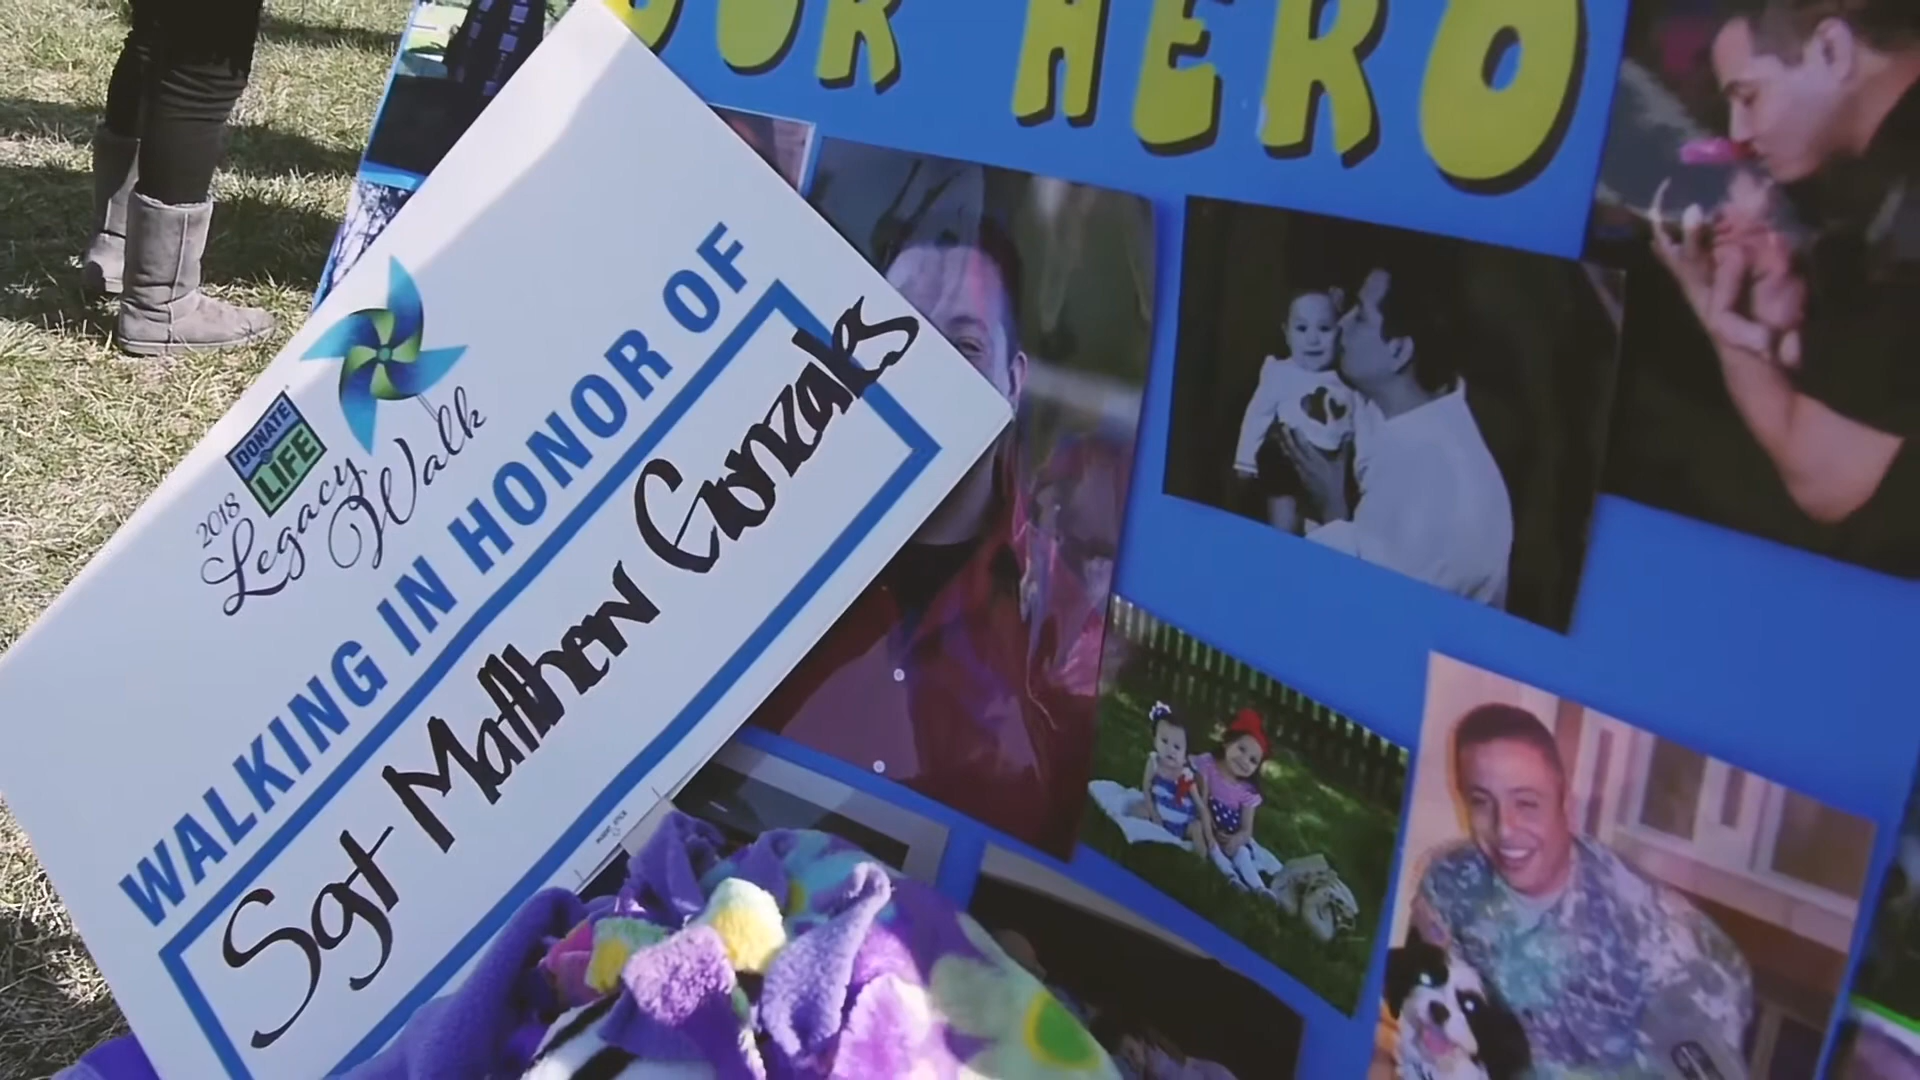 OUR HERO
DONATE
LIFE
2018
Legacy
Walk
WALKING IN HONOR OF
Sgt Matthew Gonzales